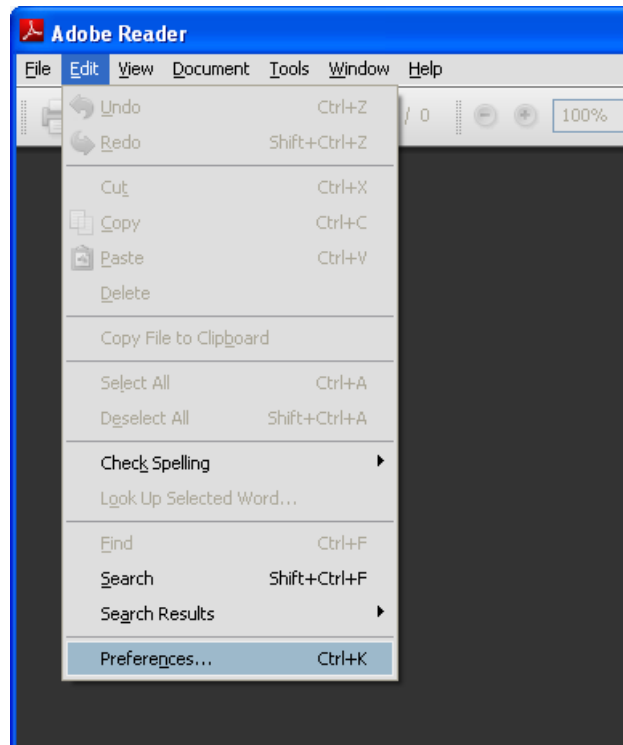 Adobe Reader
File Edit View Document Tools Window Help
/ 0 100%
Undo Ctrl+Z
Redo Shift+Ctrl+Z
Cut Ctrl+X
Copy Ctrl+C
Paste Ctrl+V
Delete
Copy File to Clipboard
Select All Ctrl+A
Deselect All Shift+Ctrl+A
Check Spelling
Look Up Selected Word...
Find Ctrl+F
Search Shift+Ctrl+F
Search Results
Preferences... Ctrl+K